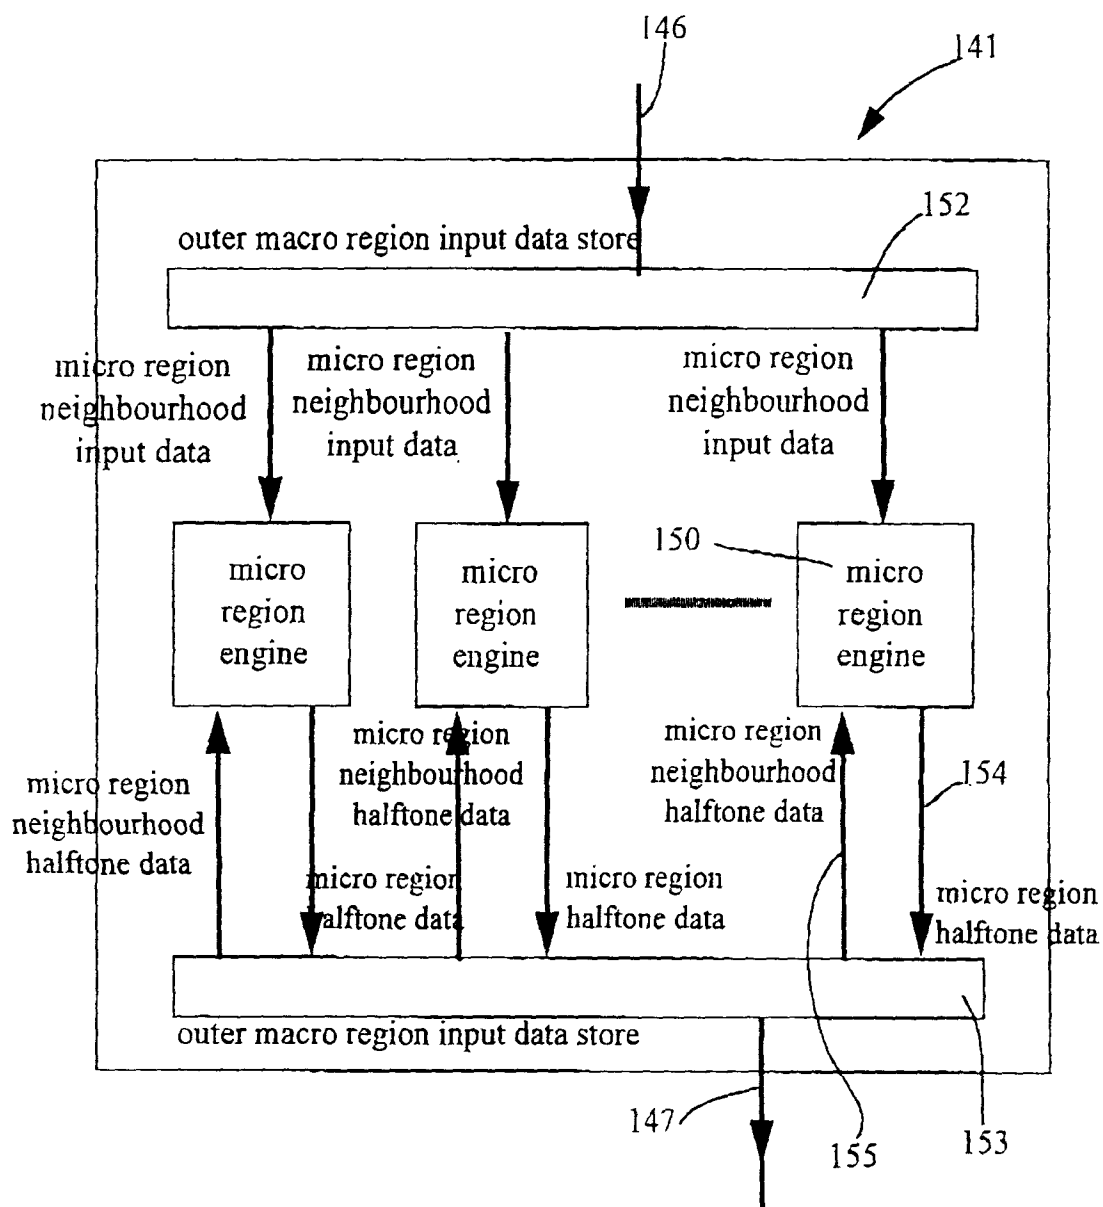 146
141
152
outer macro region input data store
micro region
neighbourhood
input data
micro region
neighbourhood
input data
micro region
neighbourhood
input data
micro
region
engine
micro
region
engine
150
micro
region
engine
micro region
neighbourhood
halftone data
micro region
neighbourhood
halftone data
micro region
neighbourhood
halftone data
154
micro region
halftone data
micro region
halftone data
micro region
halftone data
outer macro region input data store
147
155
153